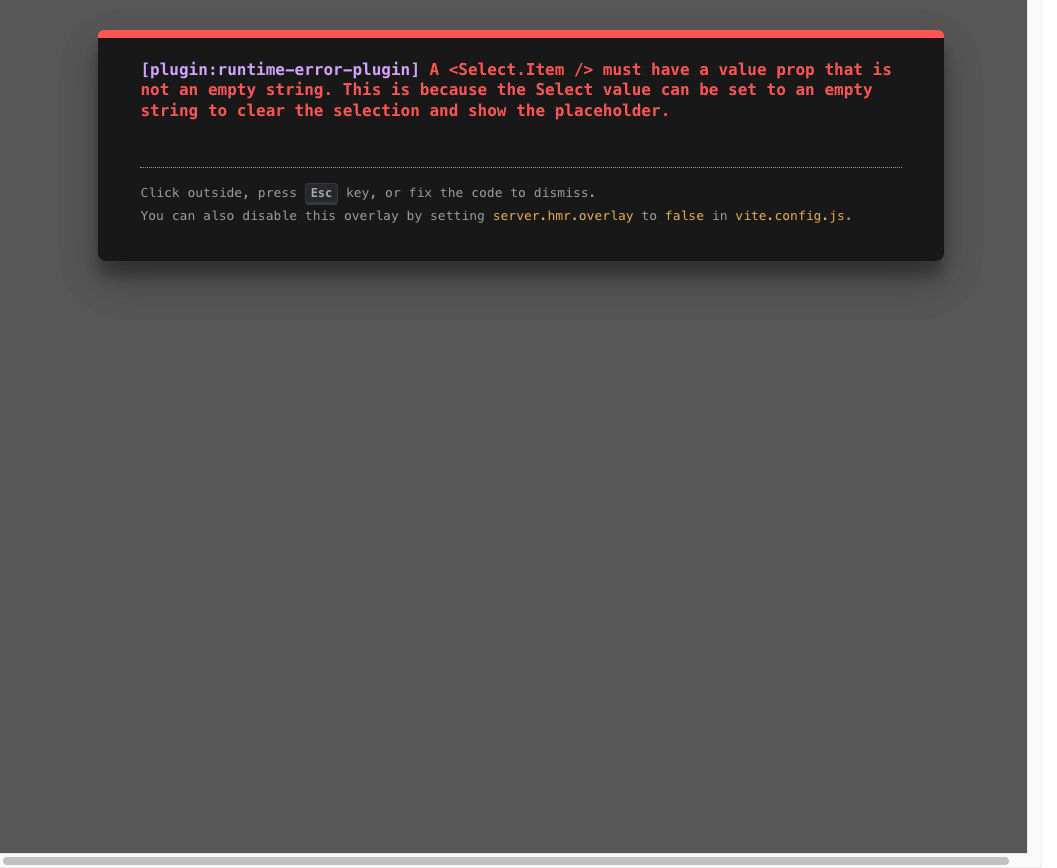 [plugin:runtime-error-plugin] A <Select.Item /> must have a value prop that is
not an empty string. This is because the Select value can be set to an empty
string to clear the selection and show the placeholder.
Click outside, press Esc key, or fix the code to dismiss.
You can also disable this overlay by setting server.hmr.overlay to false in vite.config.js.